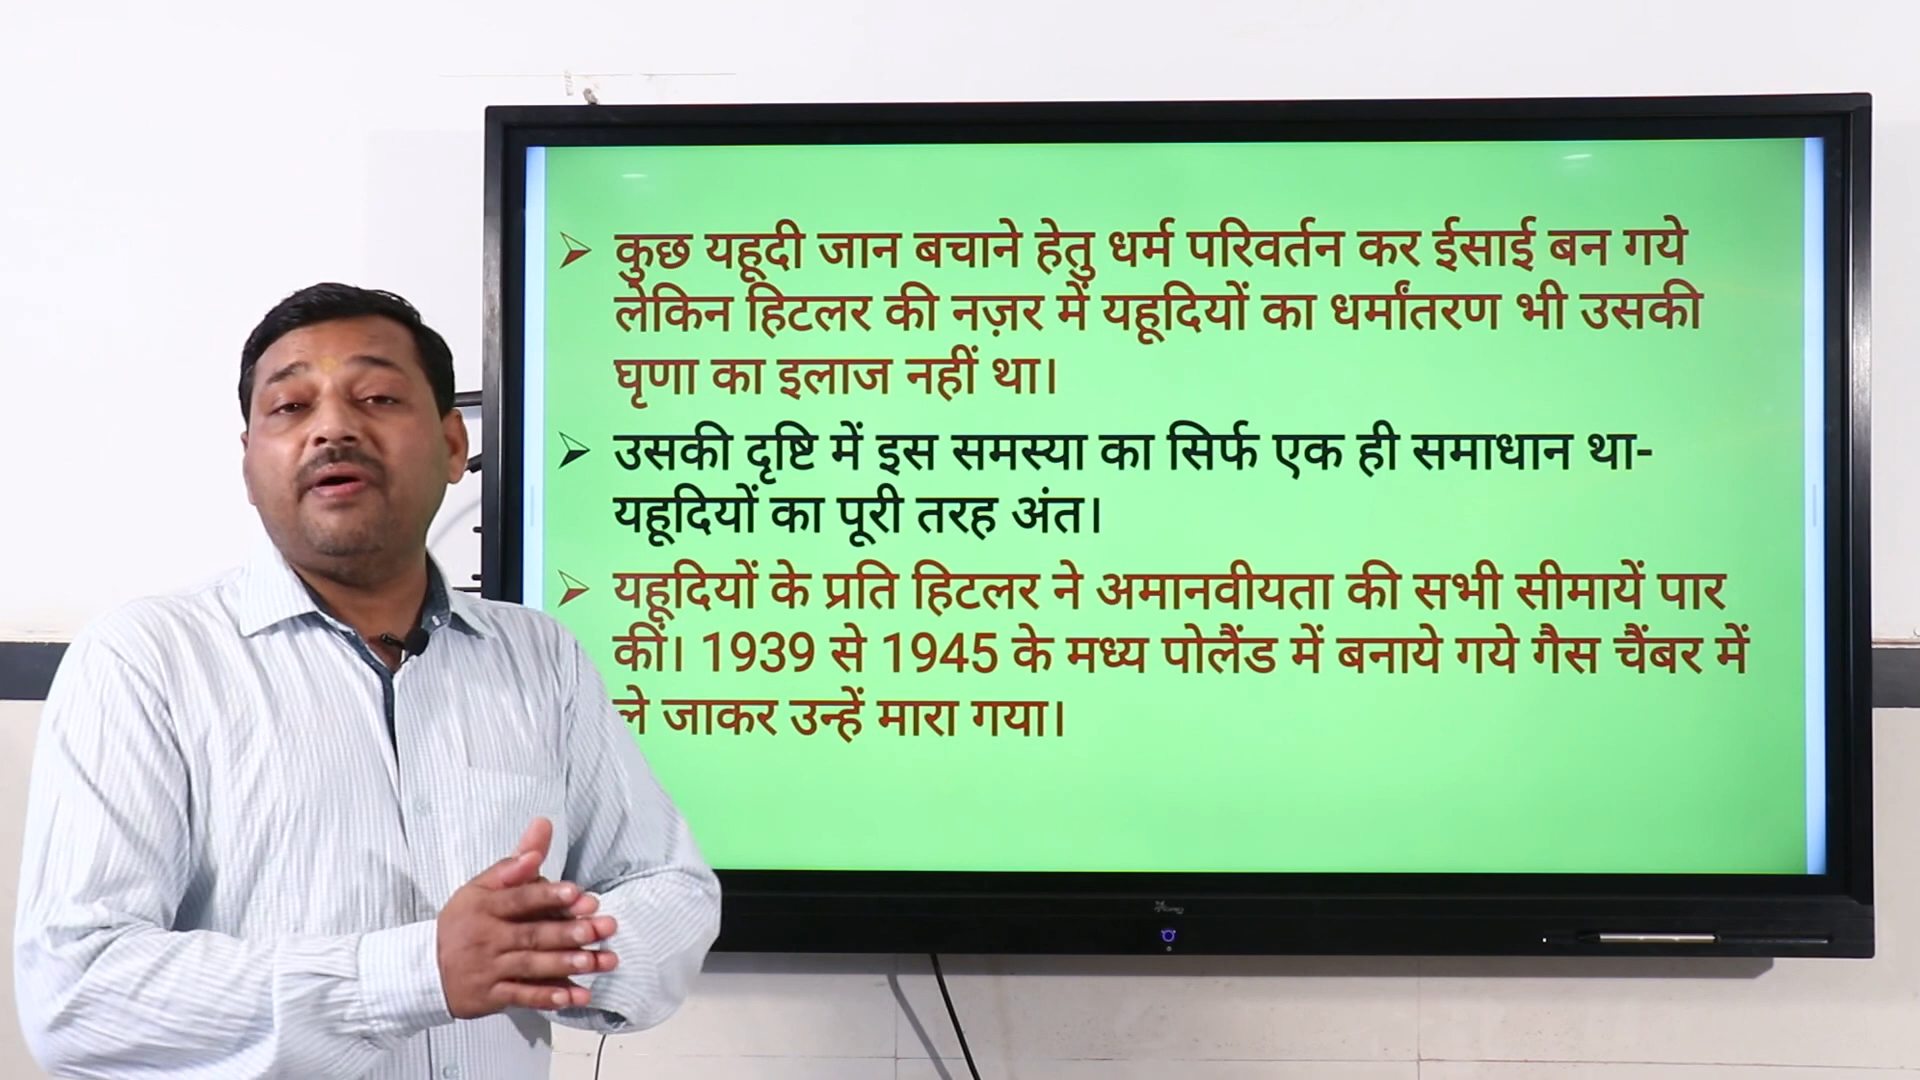 कुछ यहूदी जान बचाने हेतु धर्म परिवर्तन कर ईसाई बन गये
लेकिन हिटलर की नज़र में यहूदियों का धर्मांतरण भी उसकी
घृणा का इलाज नहीं था।
उसकी दृष्टि में इस समस्या का सिर्फ एक ही समाधान था-
यहूदियों का पूरी तरह अंत।
यहूदियों के प्रति हिटलर ने अमानवीयता की सभी सीमायें पार
कीं। 1939 से 1945 के मध्य पोलैंड में बनाये गये गैस चैंबर में
ले जाकर उन्हें मारा गया।